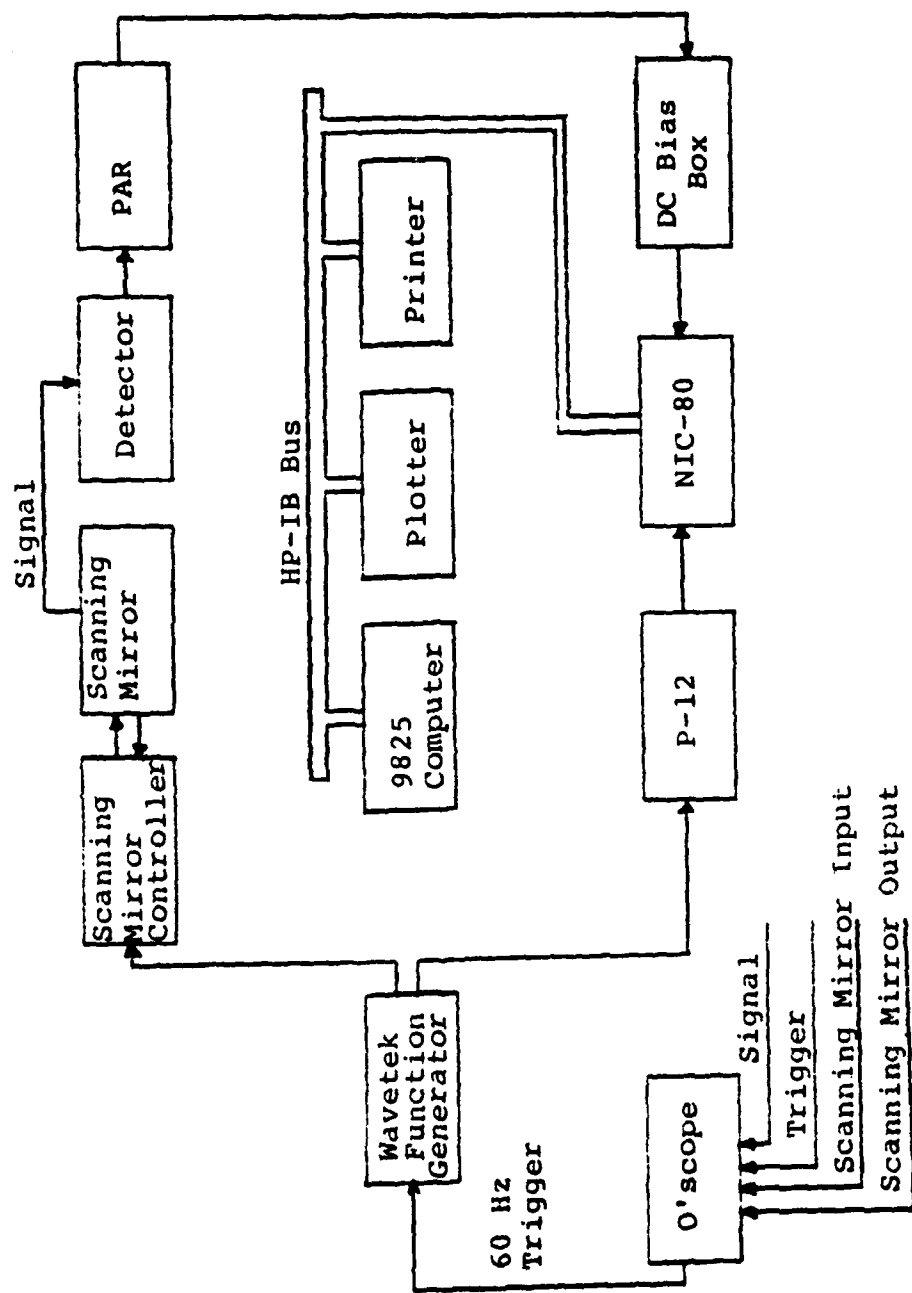 Scanning
Mirror
Controller
Scanning
Mirror
Signal
Detector
PAR
HP-IB Bus
9825
Computer
Plotter
Printer
Wavetek
Function
Generator
60 Hz
Trigger
O'scope
Signal
Trigger
Scanning Mirror Input
Scanning Mirror Output
P-12
NIC-80
DC Bias
Box